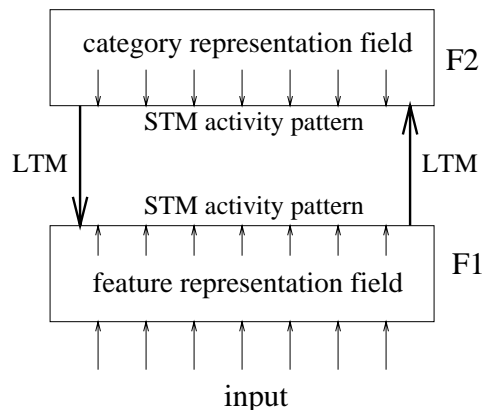 category representation field
F2
STM activity pattern
LTM
LTM
STM activity pattern
F1
feature representation field
input